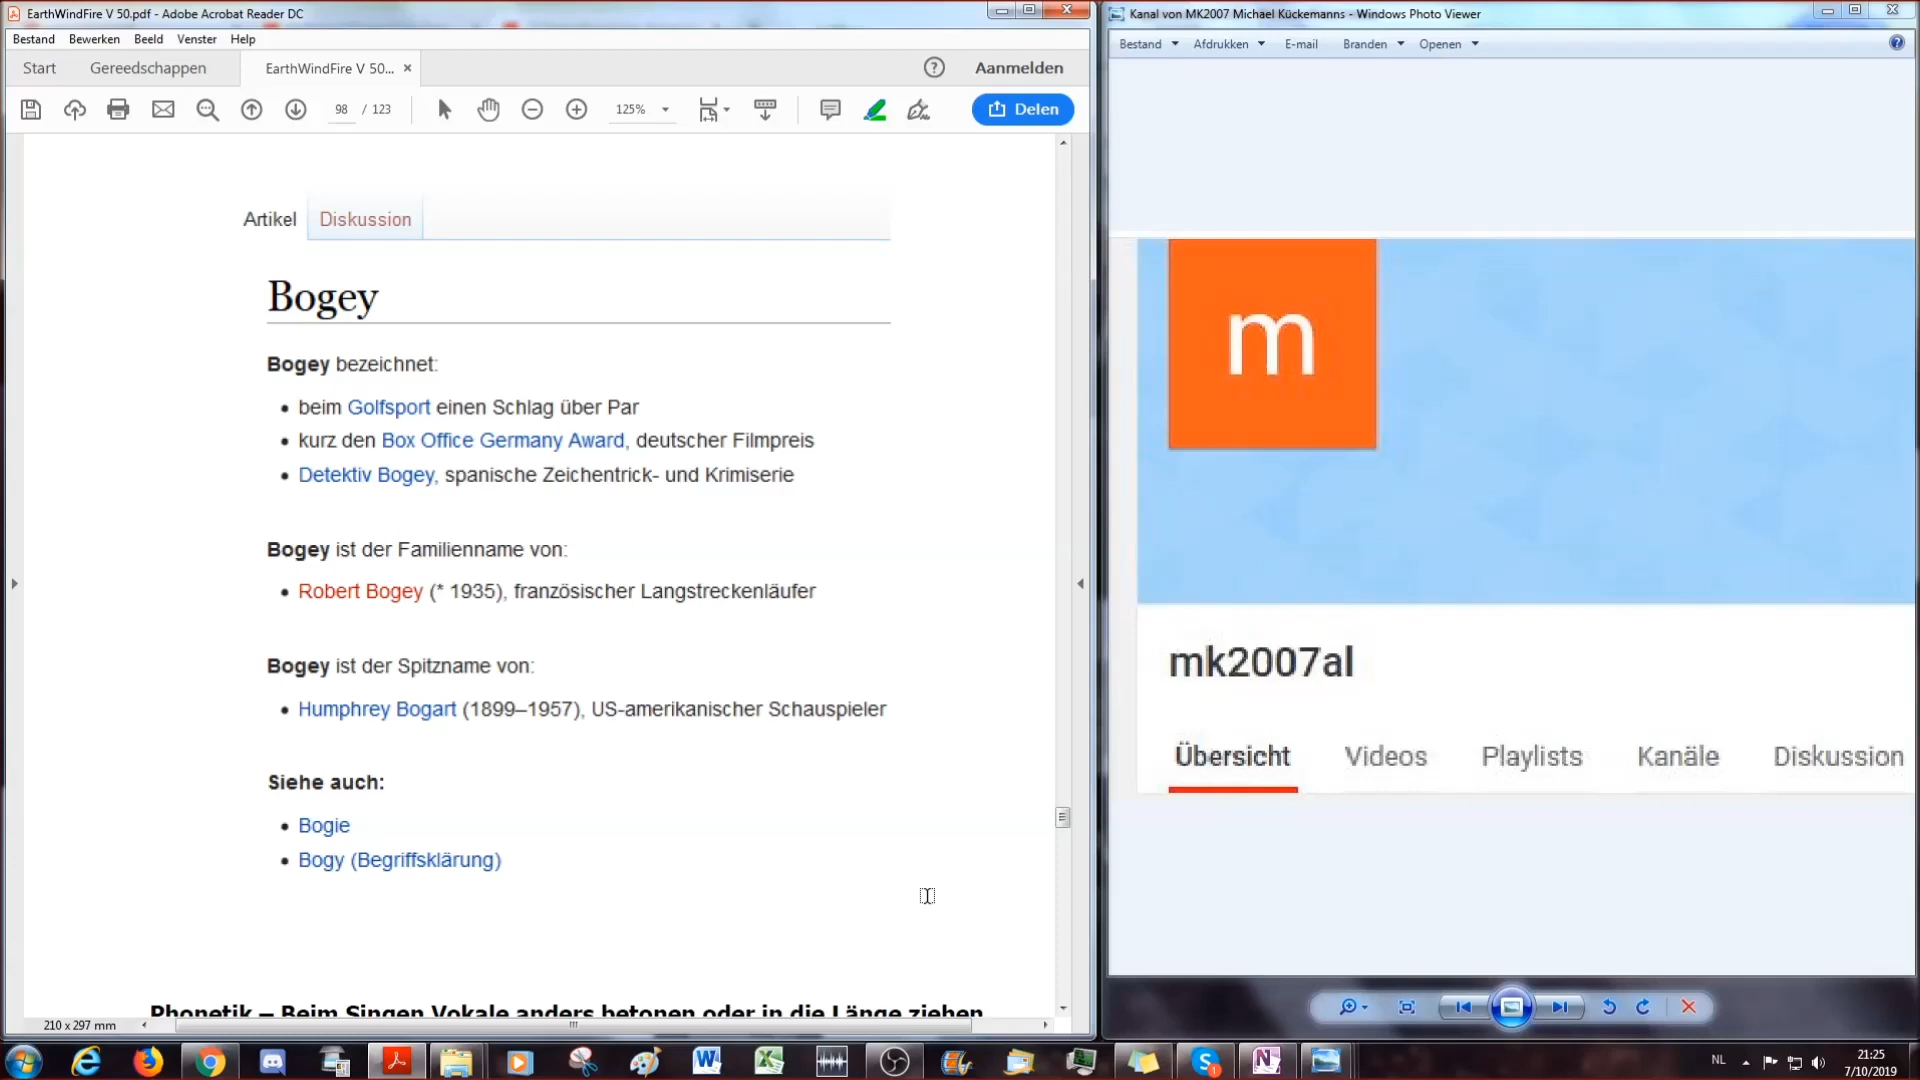 EarthWindFire V 50.pdf - Adobe Acrobat Reader DC
Bestand Bewerken Beeld Venster Help
Start Gereedschappen EarthWindFire V 50... × ? Aanmelden
98 / 123 125% Delen
Artikel Diskussion
Bogey
Bogey bezeichnet:
• beim Golfsport einen Schlag über Par
• kurz den Box Office Germany Award, deutscher Filmpreis
• Detektiv Bogey, spanische Zeichentrick- und Krimiserie
Bogey ist der Familienname von:
• Robert Bogey (* 1935), französischer Langstreckenläufer
Bogey ist der Spitzname von:
• Humphrey Bogart (1899–1957), US-amerikanischer Schauspieler
Siehe auch:
• Bogie
• Bogy (Begriffsklärung)
Phonetik – Beim Singen Vokale anders betonen oder in die Länge ziehen
210 x 297 mm
Kanal von MK2007 Michael Kückemanns - Windows Photo Viewer
Bestand Afdrukken E-mail Branden Openen
m
mk2007al
Übersicht Videos Playlists Kanäle Diskussion
NL
21:25
7/10/2019